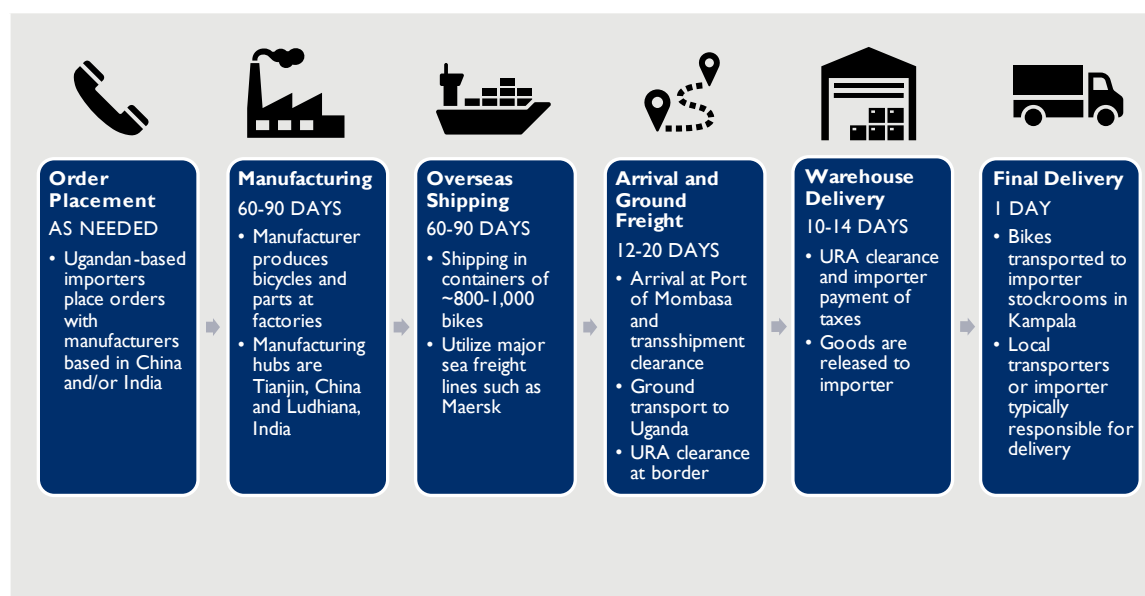 Order
Placement
AS NEEDED
• Ugandan-based
importers
place orders
with
manufacturers
based in China
and/or India
Manufacturing
60-90 DAYS
• Manufacturer
produces
bicycles and
parts at
factories
• Manufacturing
hubs are
Tianjin, China
and Ludhiana,
India
Overseas
Shipping
60-90 DAYS
• Shipping in
containers of
~800-1,000
bikes
• Utilize major
sea freight
lines such as
Maersk
Arrival and
Ground
Freight
12-20 DAYS
• Arrival at Port
of Mombasa
and
transshipment
clearance
• Ground
transport to
Uganda
• URA clearance
at border
Warehouse
Delivery
10-14 DAYS
• URA clearance
and importer
payment of
taxes
• Goods are
released to
importer
Final Delivery
1 DAY
• Bikes
transported to
importer
stockrooms in
Kampala
• Local
transporters
or importer
typically
responsible for
delivery